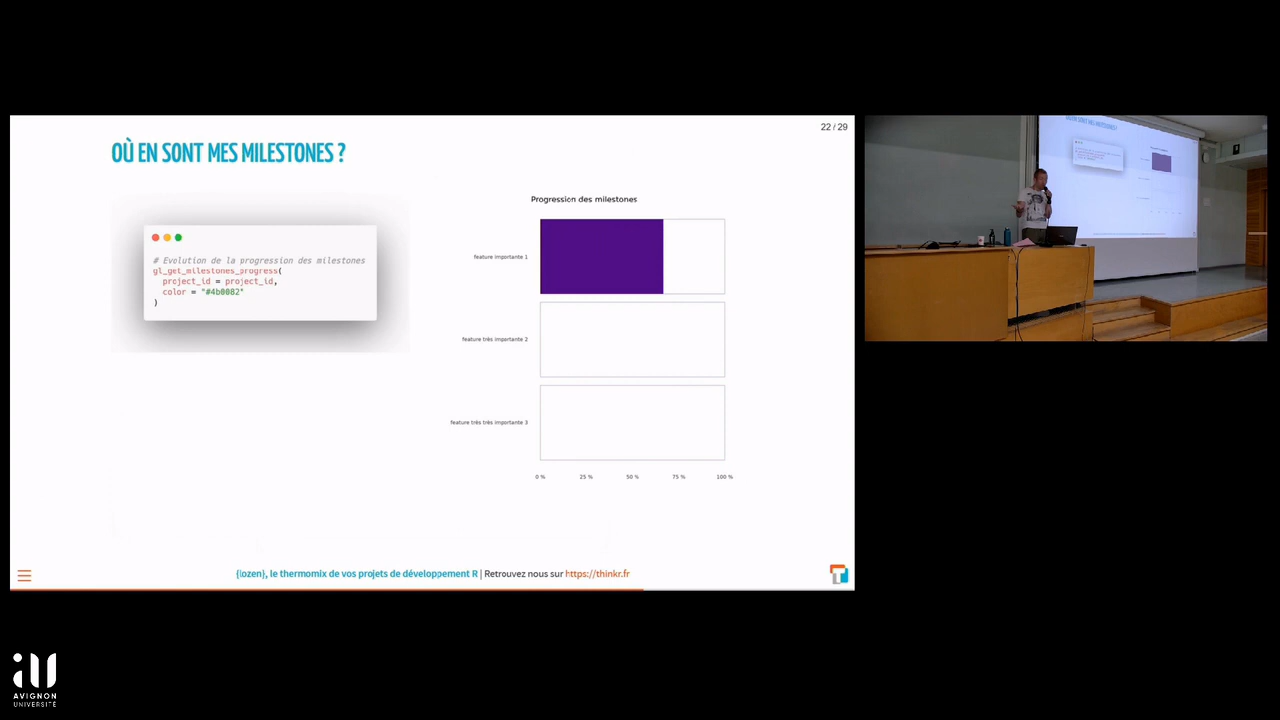 22 / 29
OÙ EN SONT MES MILESTONES ?
# Evolution de la progression des milestones
gl_get_milestones_progress(
project_id = project_id,
color = "#4b0082"
)
Progression des milestones
feature importante 1
feature très importante 2
feature très très importante 3
0 %
25 %
50 %
75 %
100 %
{lozen}, le thermomix de vos projets de développement R | Retrouvez nous sur https://thinkr.fr
AVIGNON
UNIVERSITÉ